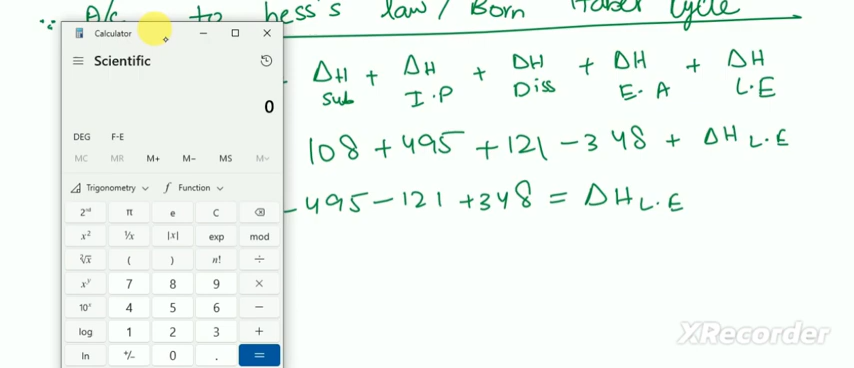 ∵ A/c. to hess's law / Born Haber Cycle
Calculator
Scientific
0
DEG F-E
MC MR M+ M- MS M˅
Trigonometry ƒ Function
2ⁿᵈ π e C
x² ¹/x |x| exp mod
²√x ( ) n! ÷
xʸ 7 8 9 ×
10ˣ 4 5 6 −
log 1 2 3 +
ln +/- 0 . =
ΔH Sub + ΔH I.P + ΔH Diss + ΔH E.A + ΔH L.E
108 + 495 + 121 - 348 + ΔH L.E
- 495 - 121 + 348 = ΔH L.E
XRecorder